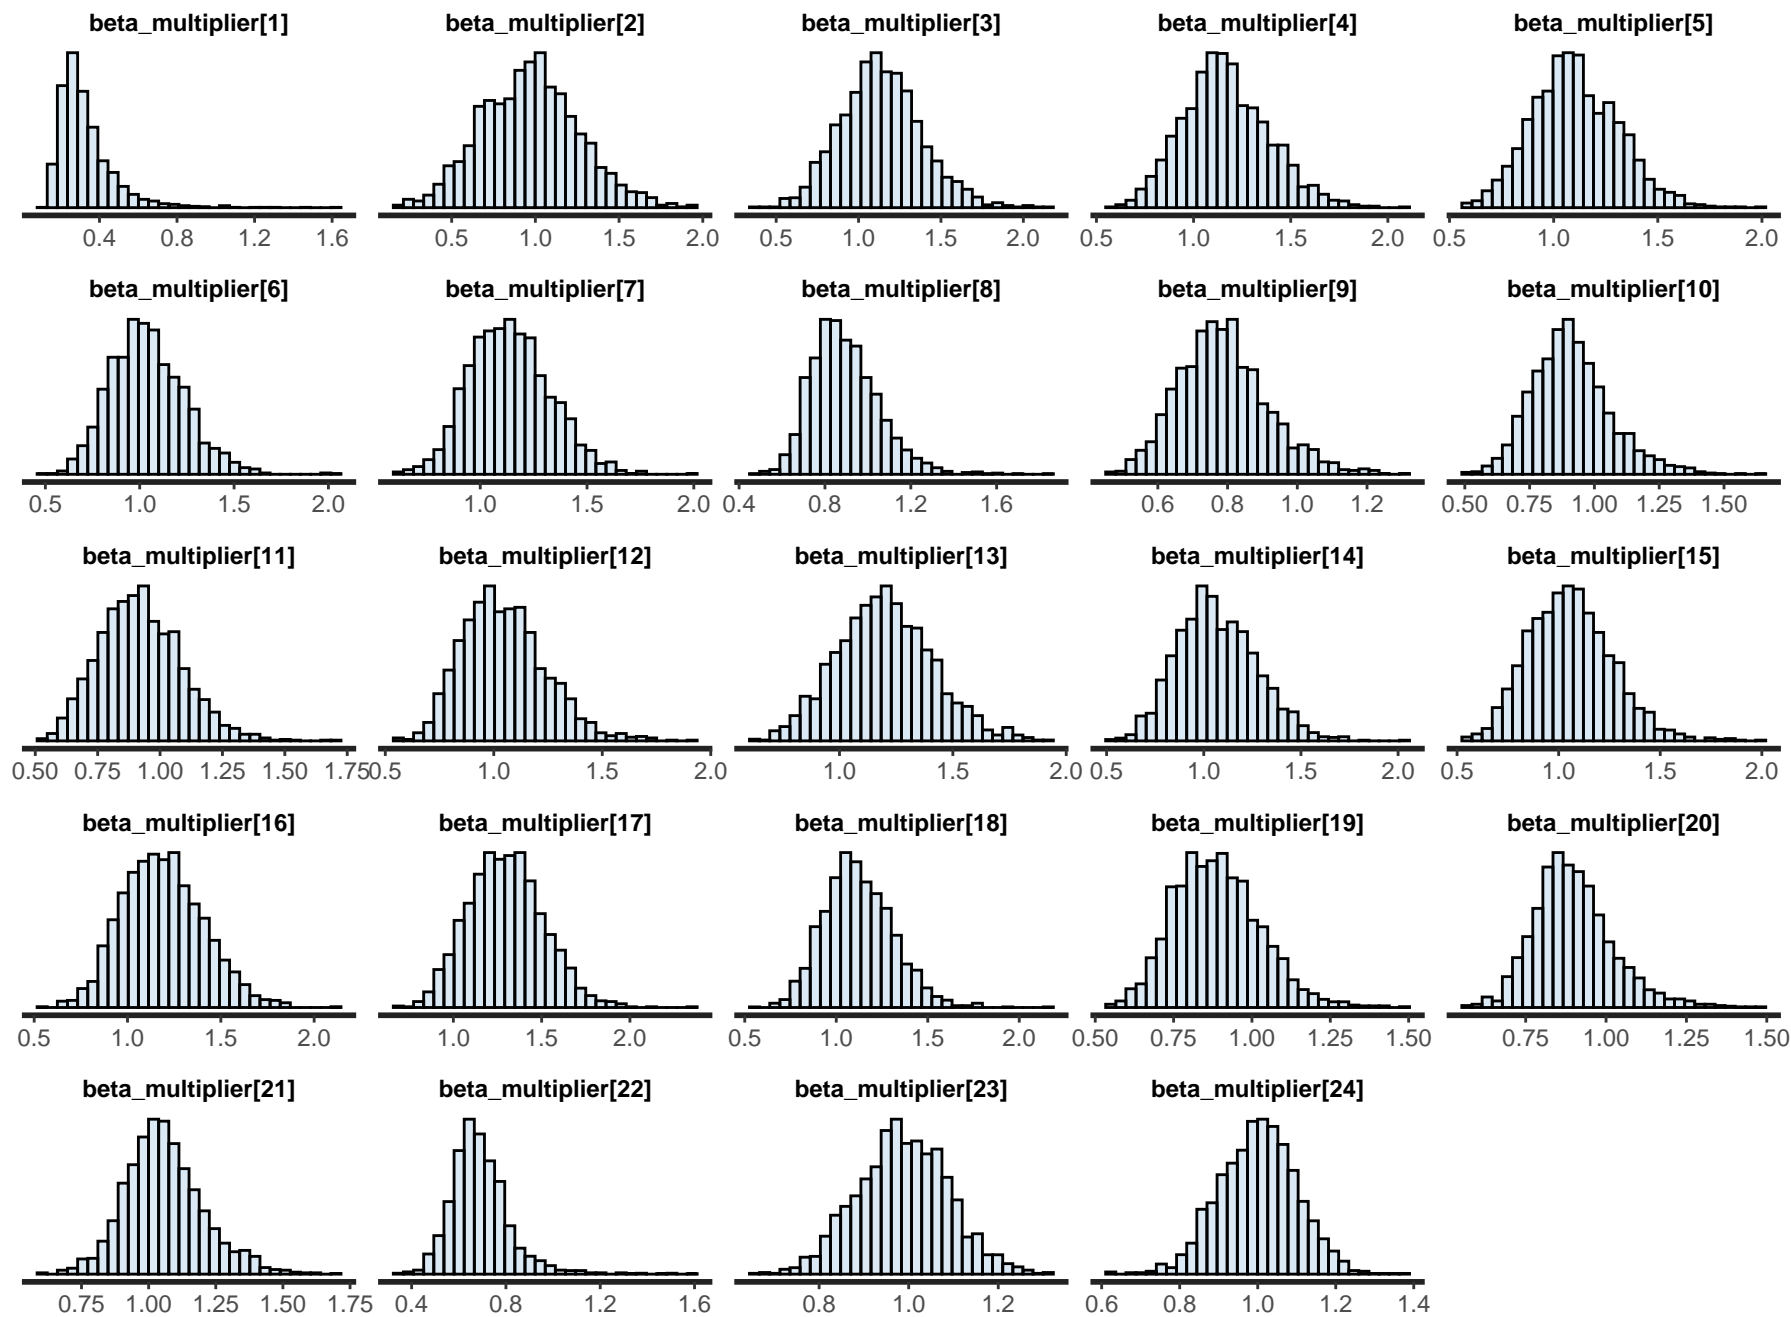 beta_multiplier[1] beta_multiplier[2] beta_multiplier[3] beta_multiplier[4] beta_multiplier[5]
0.4 0.8 1.2 1.6 0.5 1.0 1.5 2.0 0.5 1.0 1.5 2.0 0.5 1.0 1.5 2.0 0.5 1.0 1.5 2.0
beta_multiplier[6] beta_multiplier[7] beta_multiplier[8] beta_multiplier[9] beta_multiplier[10]
0.5 1.0 1.5 2.0 1.0 1.5 2.0 0.4 0.8 1.2 1.6 0.6 0.8 1.0 1.2 0.50 0.75 1.00 1.25 1.50
beta_multiplier[11] beta_multiplier[12] beta_multiplier[13] beta_multiplier[14] beta_multiplier[15]
0.50 0.75 1.00 1.25 1.50 1.75 0.5 1.0 1.5 2.0 1.0 1.5 2.0 0.5 1.0 1.5 2.0 0.5 1.0 1.5 2.0
beta_multiplier[16] beta_multiplier[17] beta_multiplier[18] beta_multiplier[19] beta_multiplier[20]
0.5 1.0 1.5 2.0 1.0 1.5 2.0 0.5 1.0 1.5 2.0 0.50 0.75 1.00 1.25 1.50 0.75 1.00 1.25 1.50
beta_multiplier[21] beta_multiplier[22] beta_multiplier[23] beta_multiplier[24]
0.75 1.00 1.25 1.50 1.75 0.4 0.8 1.2 1.6 0.8 1.0 1.2 0.6 0.8 1.0 1.2 1.4